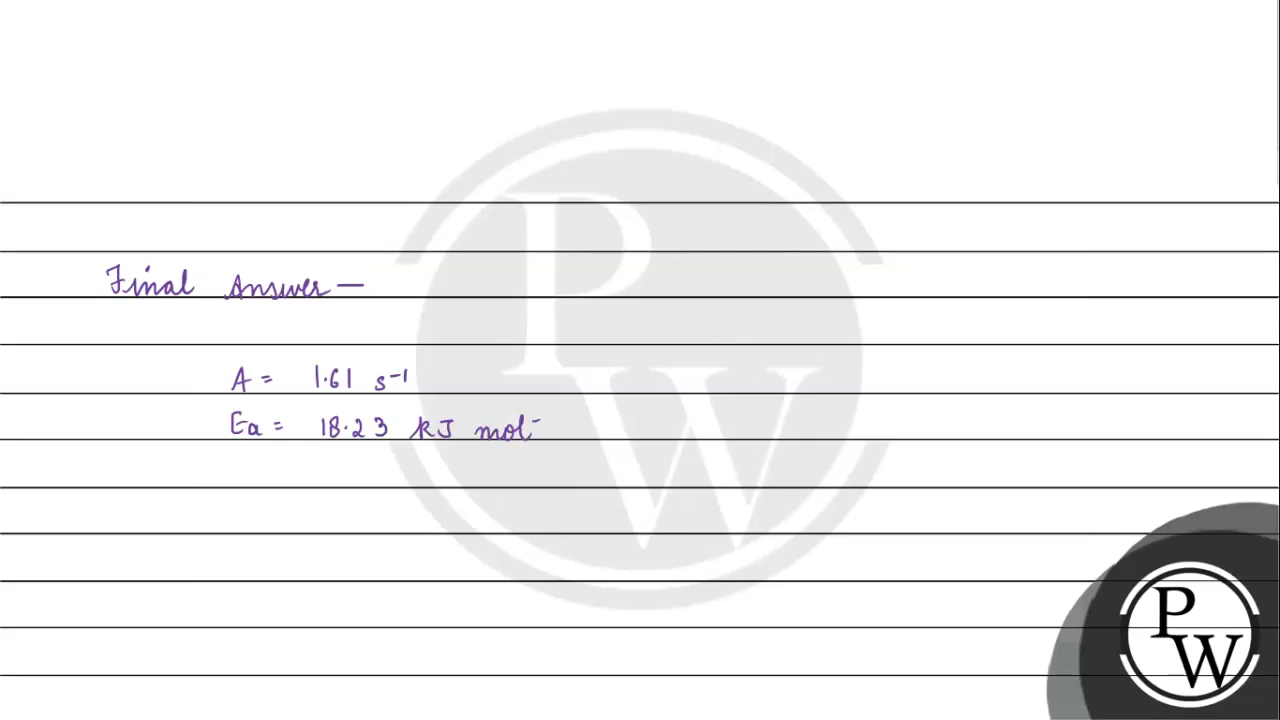 Final Answer —
A = 1.61 s-1
Ea = 18.23 kJ mol-
P
W
P
W